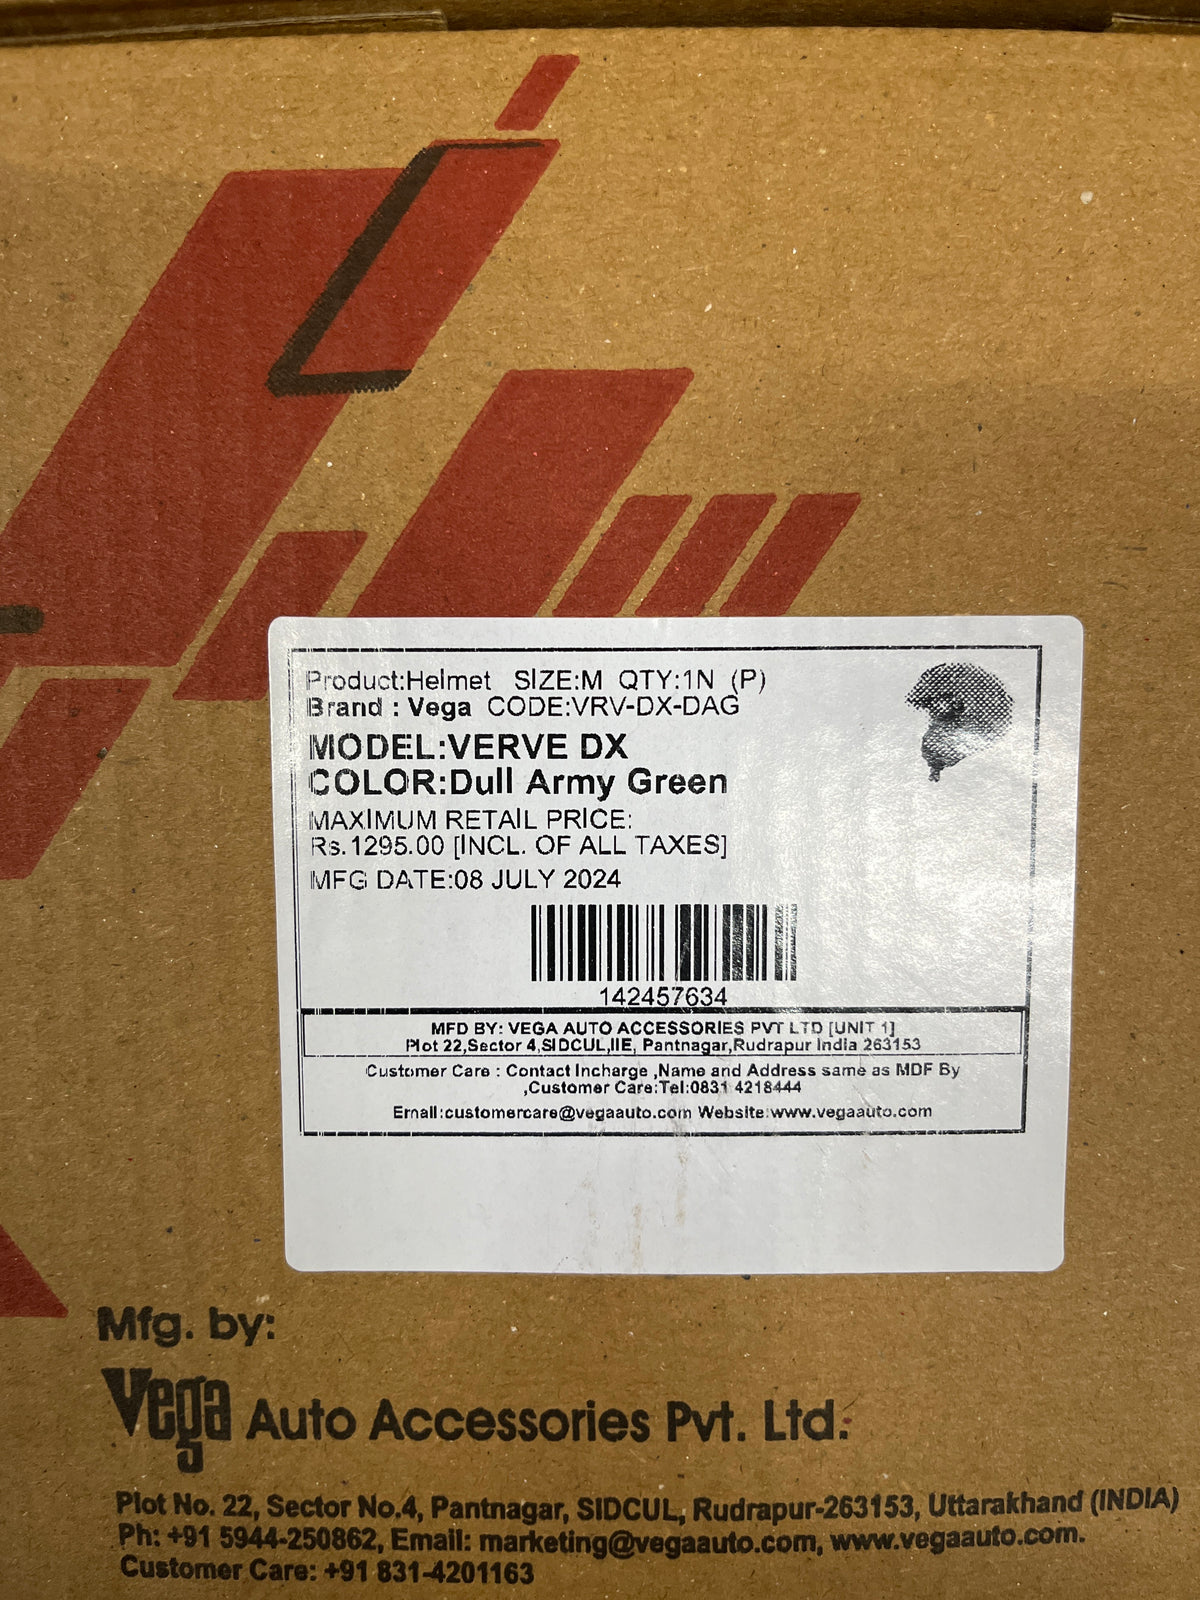 Product:Helmet SIZE:M QTY:1N (P)
Brand : Vega CODE:VRV-DX-DAG
MODEL:VERVE DX
COLOR:Dull Army Green
MAXIMUM RETAIL PRICE:
Rs.1295.00 [INCL. OF ALL TAXES]
MFG DATE:08 JULY 2024
142457634
MFD BY: VEGA AUTO ACCESSORIES PVT LTD [UNIT 1]
Plot 22,Sector 4,SIDCUL,IIE, Pantnagar,Rudrapur India 263153
Customer Care : Contact Incharge ,Name and Address same as MDF By
,Customer Care:Tel:0831 4218444
Email:customercare@vegaauto.com Website:www.vegaauto.com
Mfg. by:
Vega Auto Accessories Pvt. Ltd.
Plot No. 22, Sector No.4, Pantnagar, SIDCUL, Rudrapur-263153, Uttarakhand (INDIA)
Ph: +91 5944-250862, Email: marketing@vegaauto.com, www.vegaauto.com.
Customer Care: +91 831-4201163